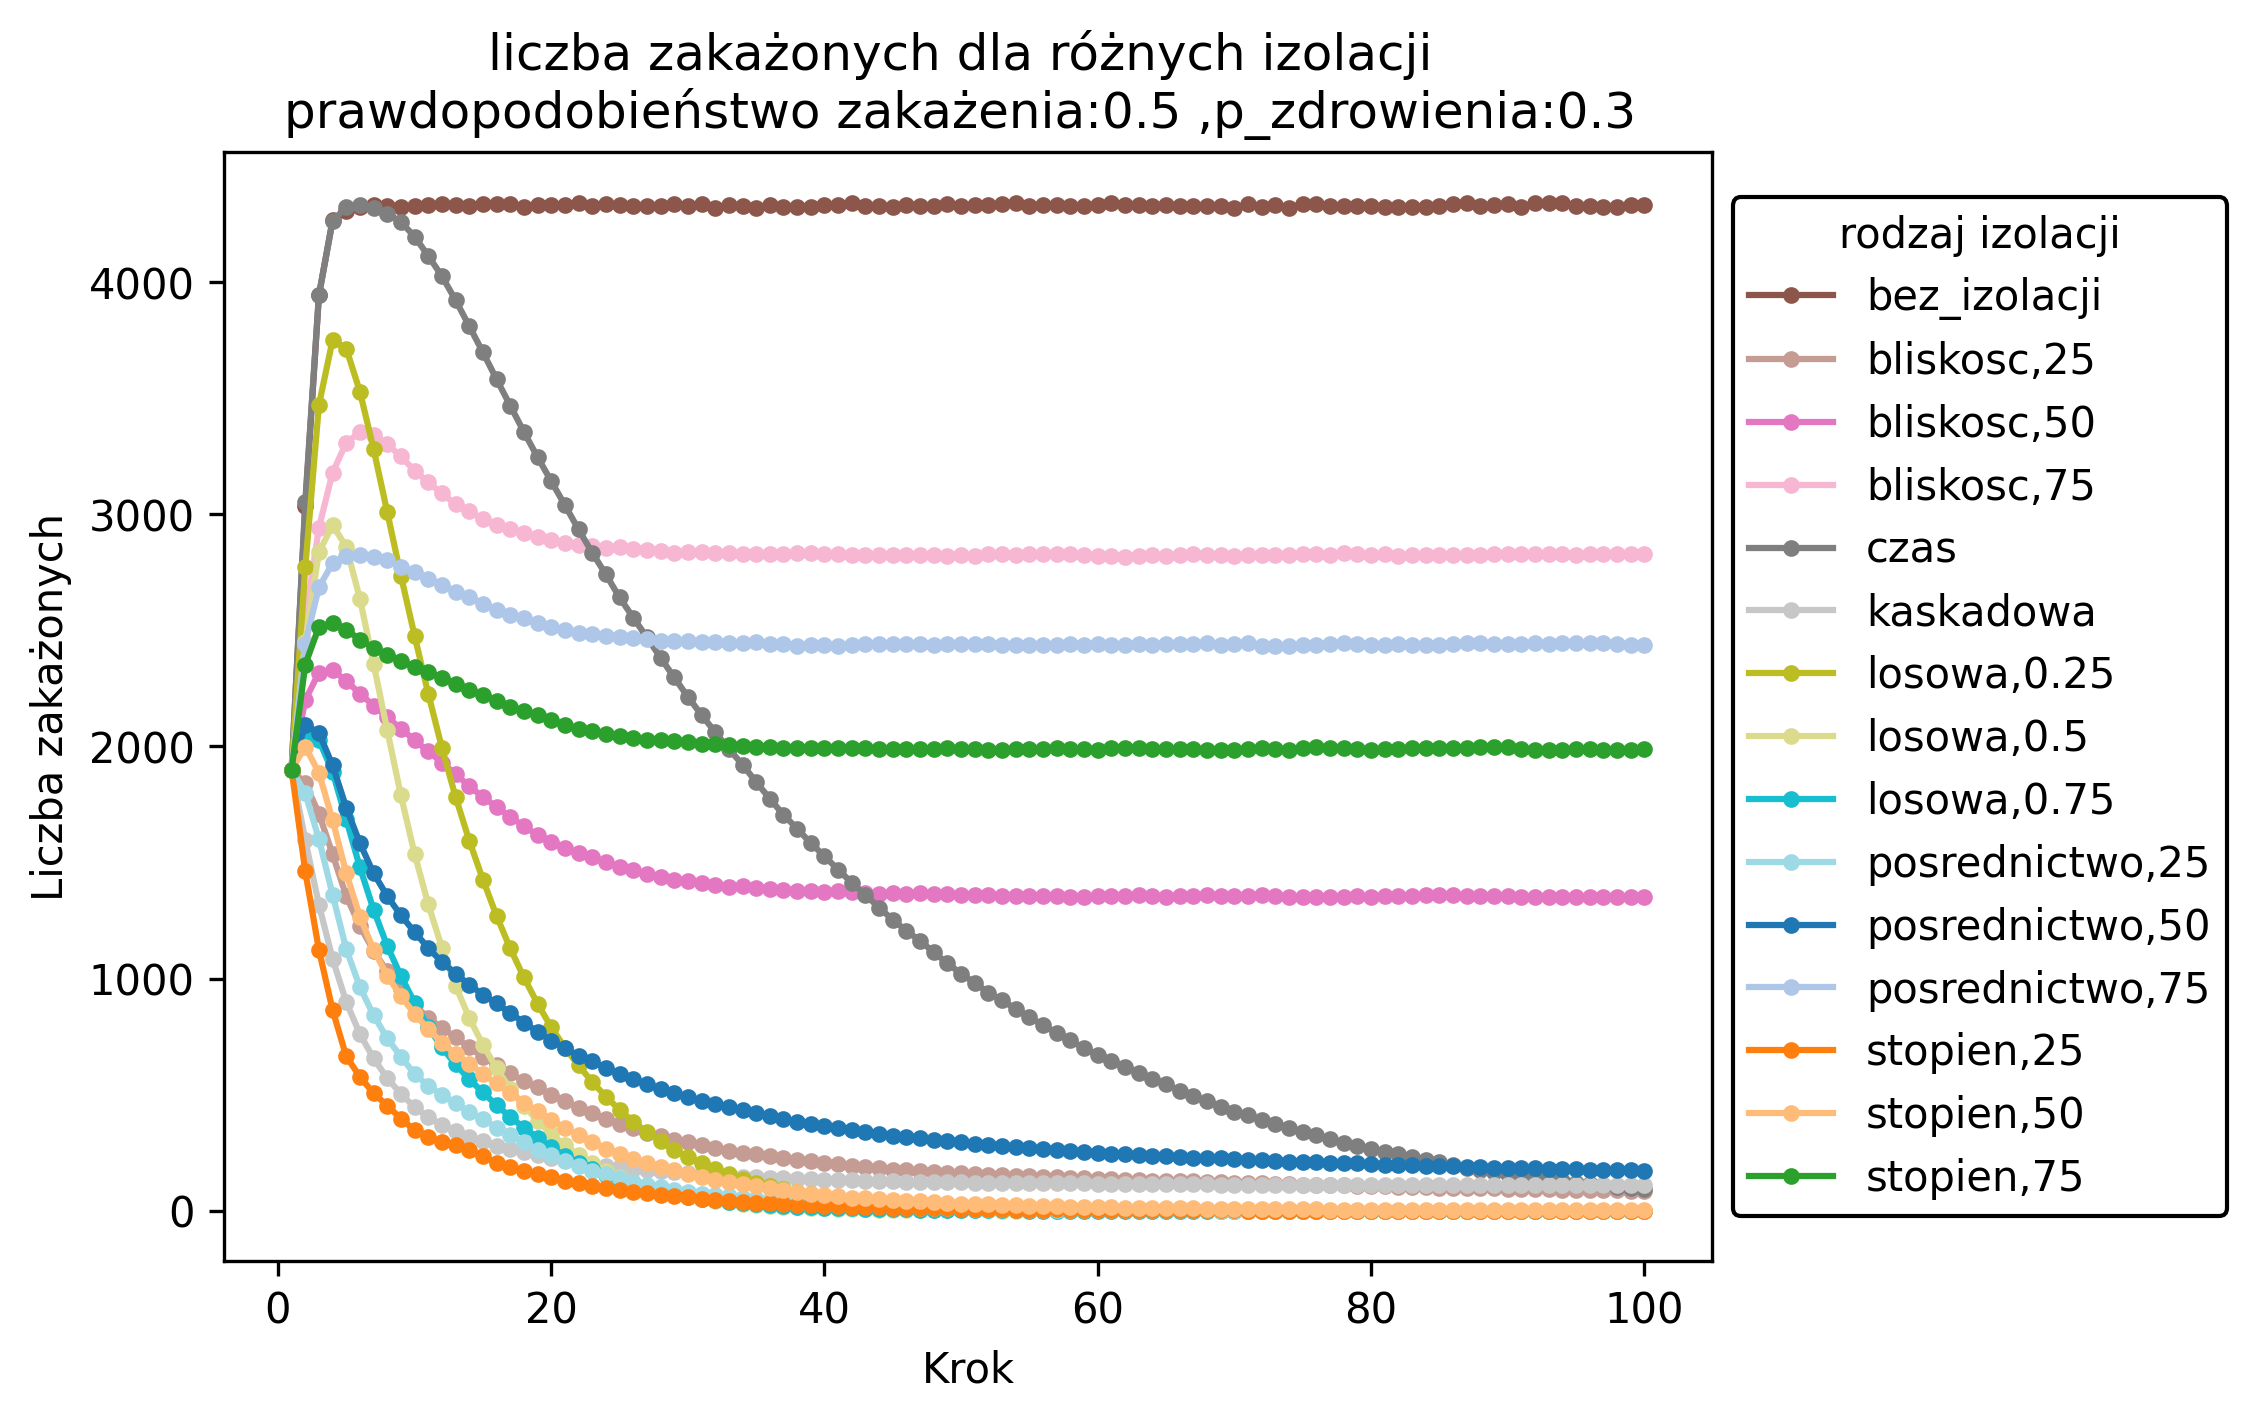 liczba zakażonych dla różnych izolacji
prawdopodobieństwo zakażenia:0.5 ,p_zdrowienia:0.3
Liczba zakażonych
4000
3000
2000
1000
0
0
20
40
60
80
100
Krok
rodzaj izolacji
bez_izolacji
bliskosc,25
bliskosc,50
bliskosc,75
czas
kaskadowa
losowa,0.25
losowa,0.5
losowa,0.75
posrednictwo,25
posrednictwo,50
posrednictwo,75
stopien,25
stopien,50
stopien,75